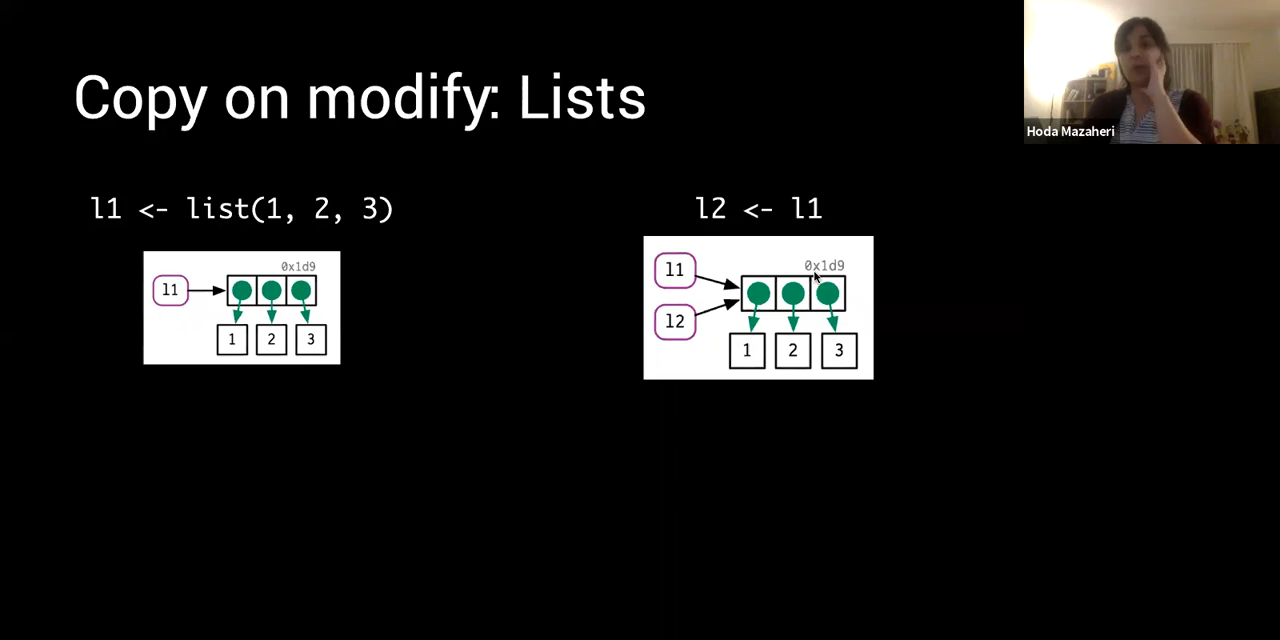 Copy on modify: Lists
Hoda Mazaheri
l1 <- list(1, 2, 3)
l2 <- l1
0x1d9
l1
1 2 3
0x1d9
l1
l2
1 2 3